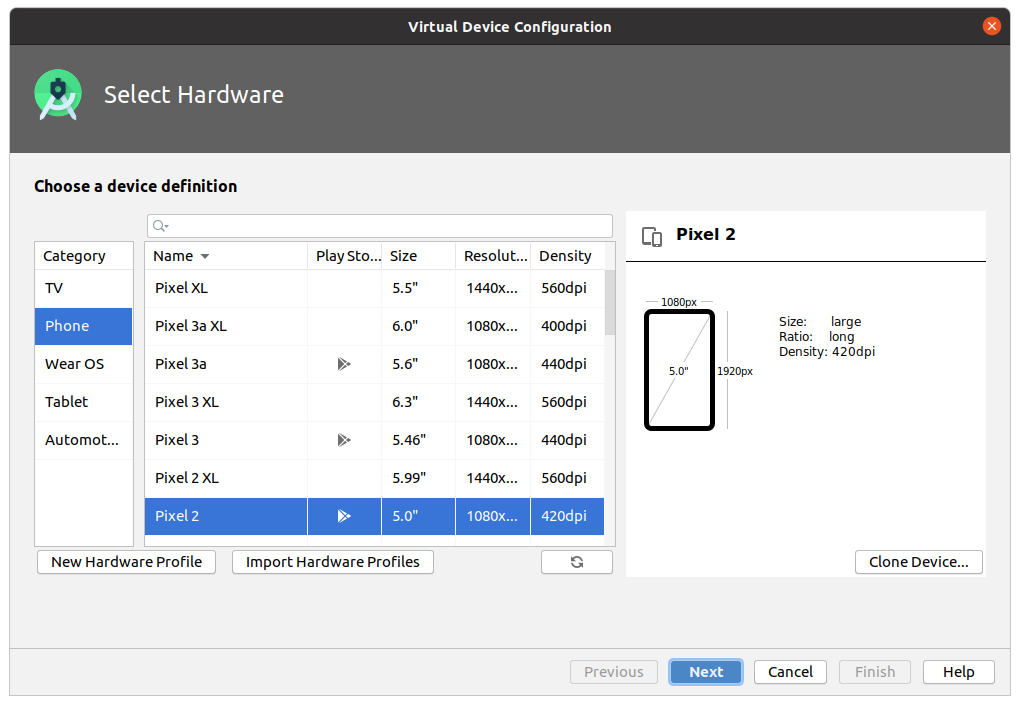 Virtual Device Configuration
Select Hardware
Choose a device definition
Category
TV
Phone
Wear OS
Tablet
Automot...
Name Play Sto... Size Resolut... Density
Pixel XL 5.5" 1440x... 560dpi
Pixel 3a XL 6.0" 1080x... 400dpi
Pixel 3a 5.6" 1080x... 440dpi
Pixel 3 XL 6.3" 1440x... 560dpi
Pixel 3 5.46" 1080x... 440dpi
Pixel 2 XL 5.99" 1440x... 560dpi
Pixel 2 5.0" 1080x... 420dpi
New Hardware Profile Import Hardware Profiles
Pixel 2
1080px
5.0"
1920px
Size: large
Ratio: long
Density: 420dpi
Clone Device...
Previous Next Cancel Finish Help